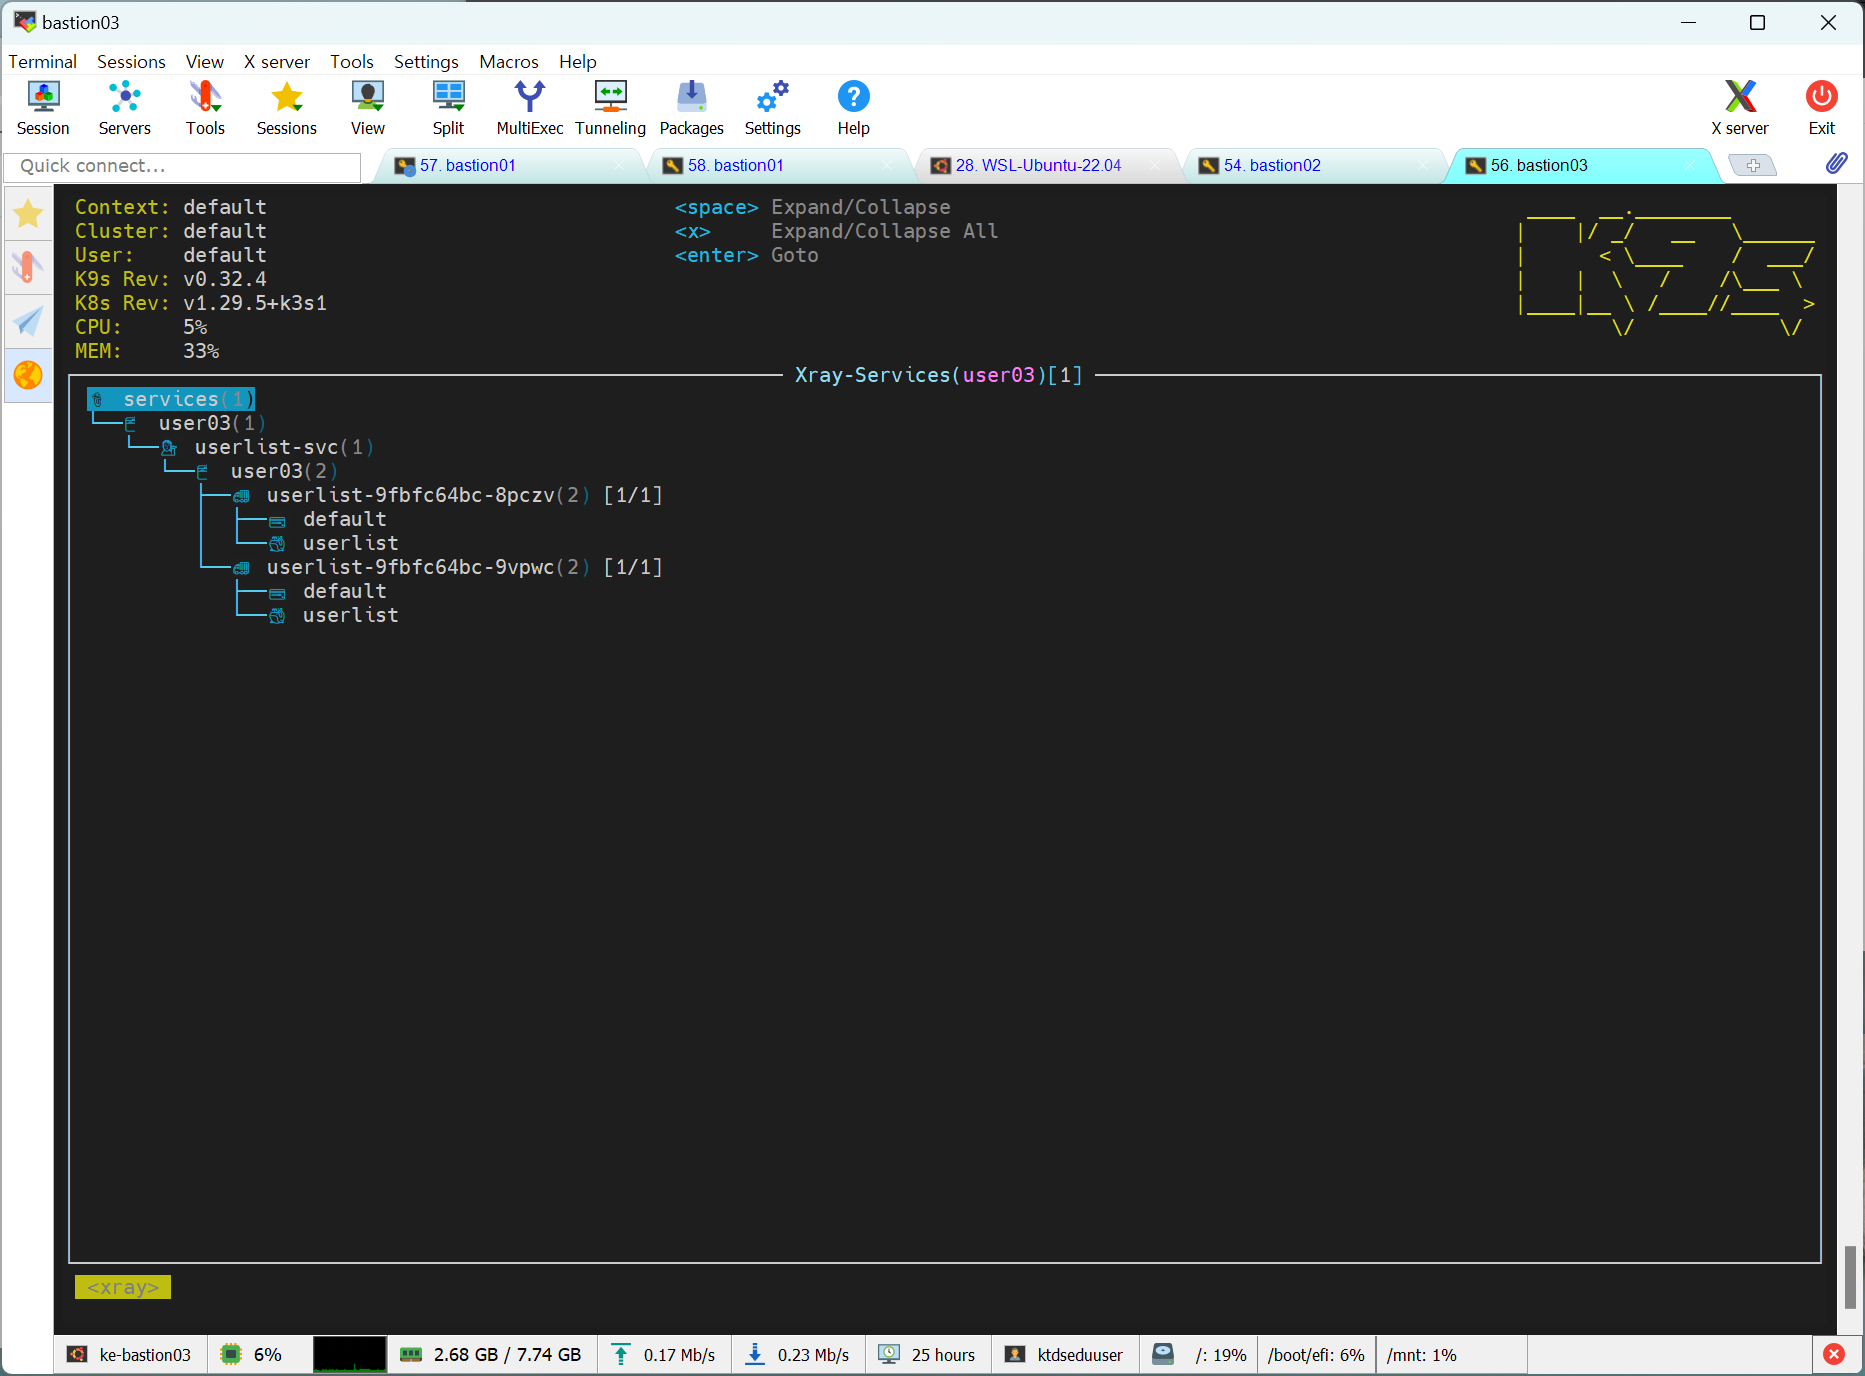 bastion03
Terminal Sessions View X server Tools Settings Macros Help
Session Servers Tools Sessions View Split MultiExec Tunneling Packages Settings Help X server Exit
Quick connect... 57. bastion01 58. bastion01 28. WSL-Ubuntu-22.04 54. bastion02 56. bastion03
Context: default <space> Expand/Collapse
Cluster: default <x> Expand/Collapse All
User: default <enter> Goto
K9s Rev: v0.32.4
K8s Rev: v1.29.5+k3s1
CPU: 5%
MEM: 33%
K9s
Xray-Services(user03)[1]
services(1)
user03(1)
userlist-svc(1)
user03(2)
userlist-9fbfc64bc-8pczv(2) [1/1]
default
userlist
userlist-9fbfc64bc-9vpwc(2) [1/1]
default
userlist
<xray>
ke-bastion03 6% 2.68 GB / 7.74 GB 0.17 Mb/s 0.23 Mb/s 25 hours ktdseduuser /: 19% /boot/efi: 6% /mnt: 1%